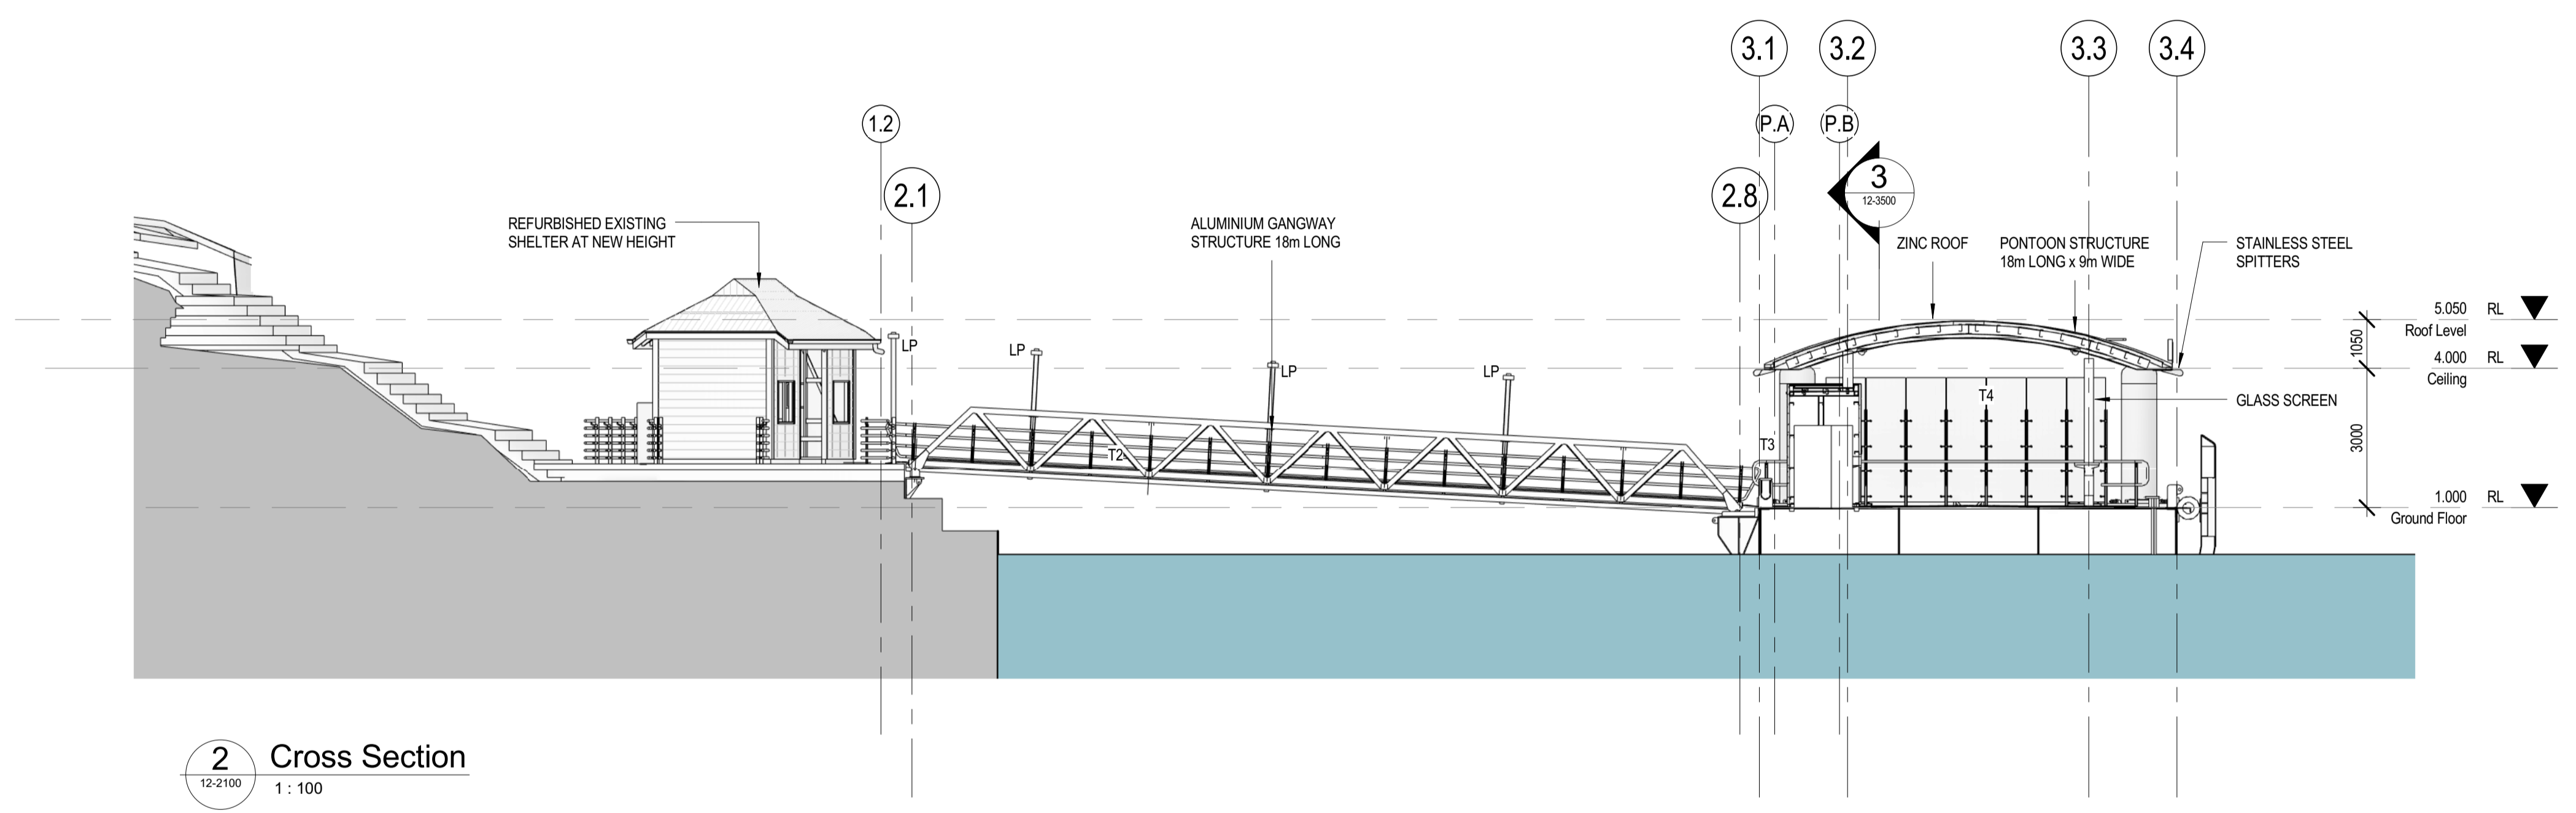 3.1
3.2
3.3
3.4
1.2
P.A
P.B
2.1
2.8
3
12-3500
REFURBISHED EXISTING
SHELTER AT NEW HEIGHT
ALUMINIUM GANGWAY
STRUCTURE 18m LONG
ZINC ROOF
PONTOON STRUCTURE
18m LONG x 9m WIDE
STAINLESS STEEL
SPITTERS
5.050 RL
Roof Level
1050
4.000 RL
Ceiling
LP
LP
LP
LP
T4
GLASS SCREEN
3000
T3
T2
1.000 RL
Ground Floor
2
12-2100
Cross Section
1 : 100